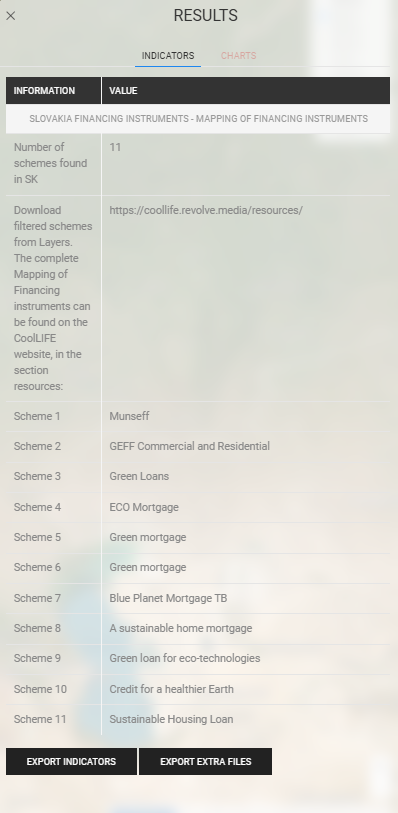 RESULTS
INDICATORS CHARTS
INFORMATION VALUE
SLOVAKIA FINANCING INSTRUMENTS - MAPPING OF FINANCING INSTRUMENTS
Number of 11
schemes found
in SK
Download https://coollife.revolve.media/resources/
filtered schemes
from Layers.
The complete
Mapping of
Financing
instruments can
be found on the
CoolLIFE
website, in the
section
resources:
Scheme 1 Munseff
Scheme 2 GEFF Commercial and Residential
Scheme 3 Green Loans
Scheme 4 ECO Mortgage
Scheme 5 Green mortgage
Scheme 6 Green mortgage
Scheme 7 Blue Planet Mortgage TB
Scheme 8 A sustainable home mortgage
Scheme 9 Green loan for eco-technologies
Scheme 10 Credit for a healthier Earth
Scheme 11 Sustainable Housing Loan
EXPORT INDICATORS EXPORT EXTRA FILES